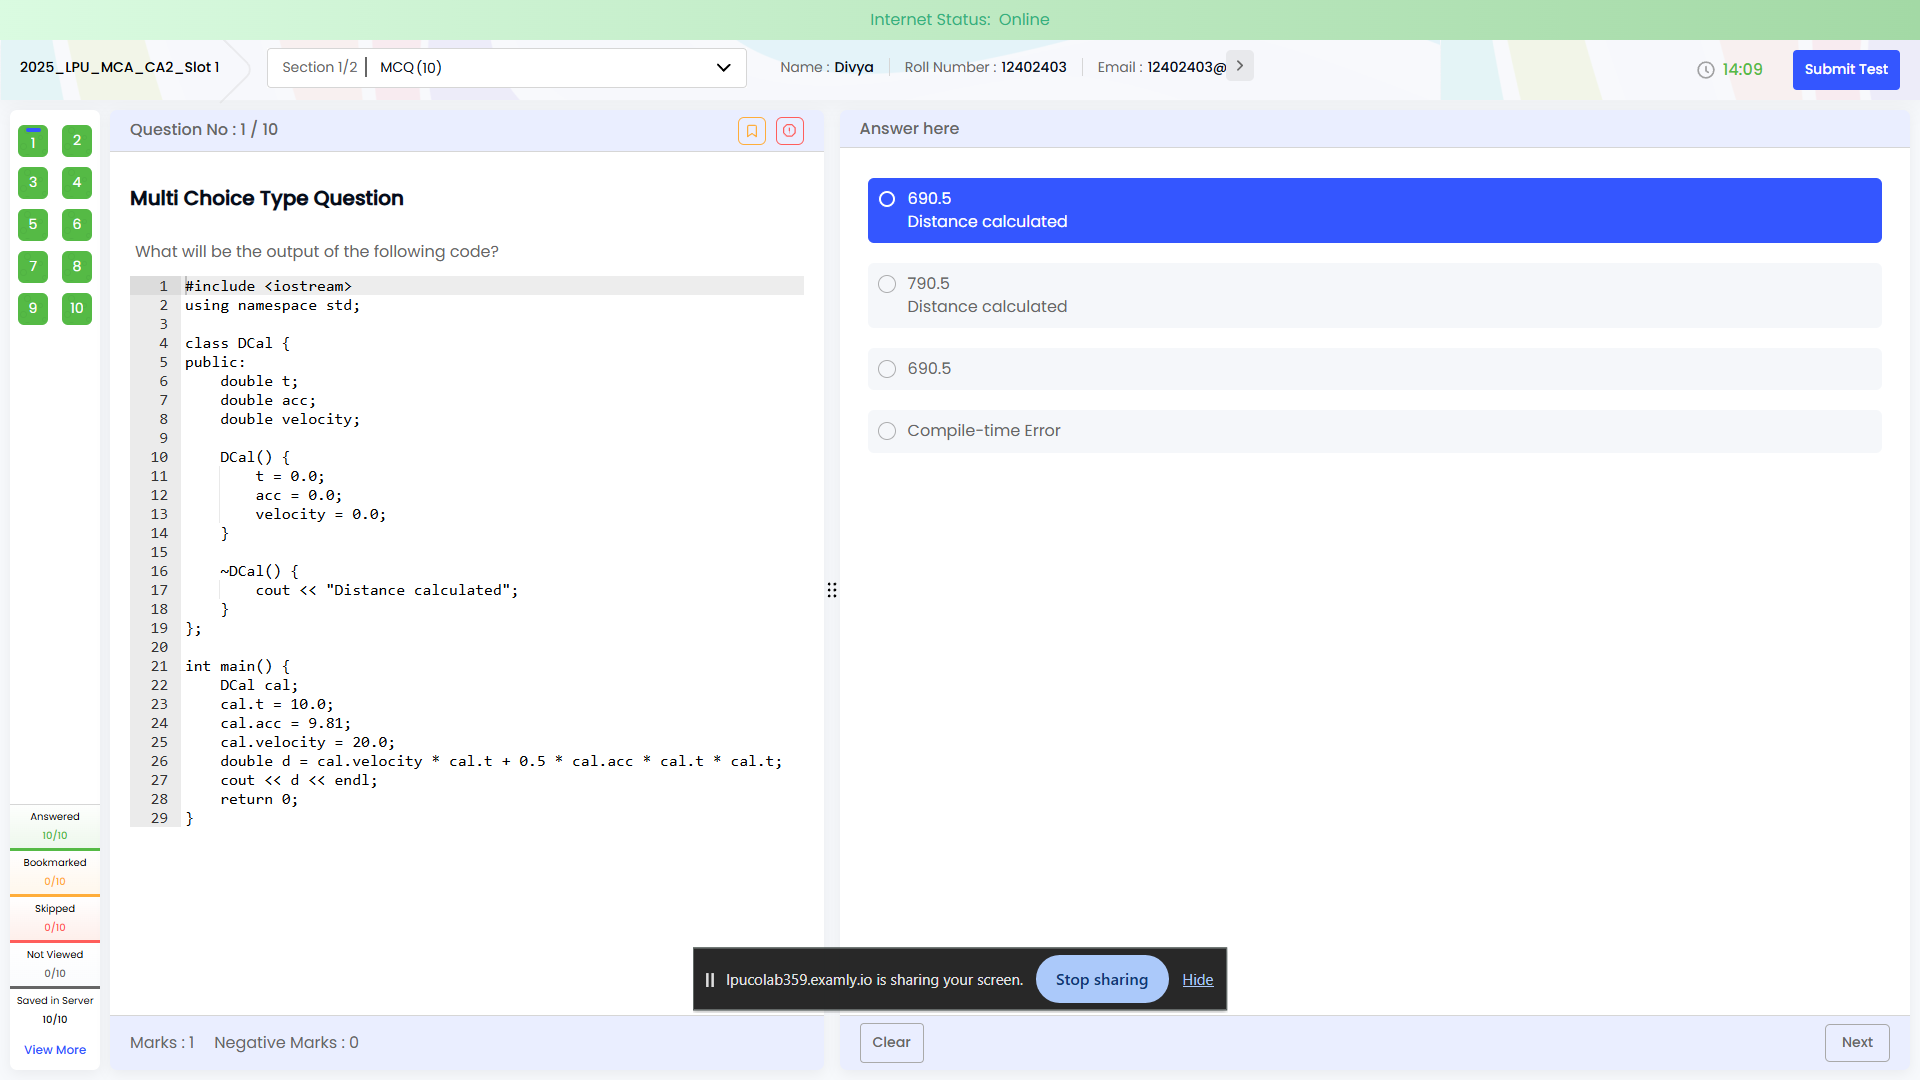 Internet Status: Online
2025_LPU_MCA_CA2_Slot 1
Section 1/2 | MCQ (10)
Name : Divya
Roll Number : 12402403
Email : 12402403@
14:09
Submit Test
1 2
3 4
5 6
7 8
9 10
Question No : 1 / 10
Multi Choice Type Question
What will be the output of the following code?
1 #include <iostream>
2 using namespace std;
3
4 class DCal {
5 public:
6     double t;
7     double acc;
8     double velocity;
9
10     DCal() {
11         t = 0.0;
12         acc = 0.0;
13         velocity = 0.0;
14     }
15
16     ~DCal() {
17         cout << "Distance calculated";
18     }
19 };
20
21 int main() {
22     DCal cal;
23     cal.t = 10.0;
24     cal.acc = 9.81;
25     cal.velocity = 20.0;
26     double d = cal.velocity * cal.t + 0.5 * cal.acc * cal.t * cal.t;
27     cout << d << endl;
28     return 0;
29 }
Answer here
690.5
Distance calculated
790.5
Distance calculated
690.5
Compile-time Error
Answered
10/10
Bookmarked
0/10
Skipped
0/10
Not Viewed
0/10
Saved in Server
10/10
View More
lpucolab359.examly.io is sharing your screen.
Stop sharing
Hide
Marks : 1
Negative Marks : 0
Clear
Next